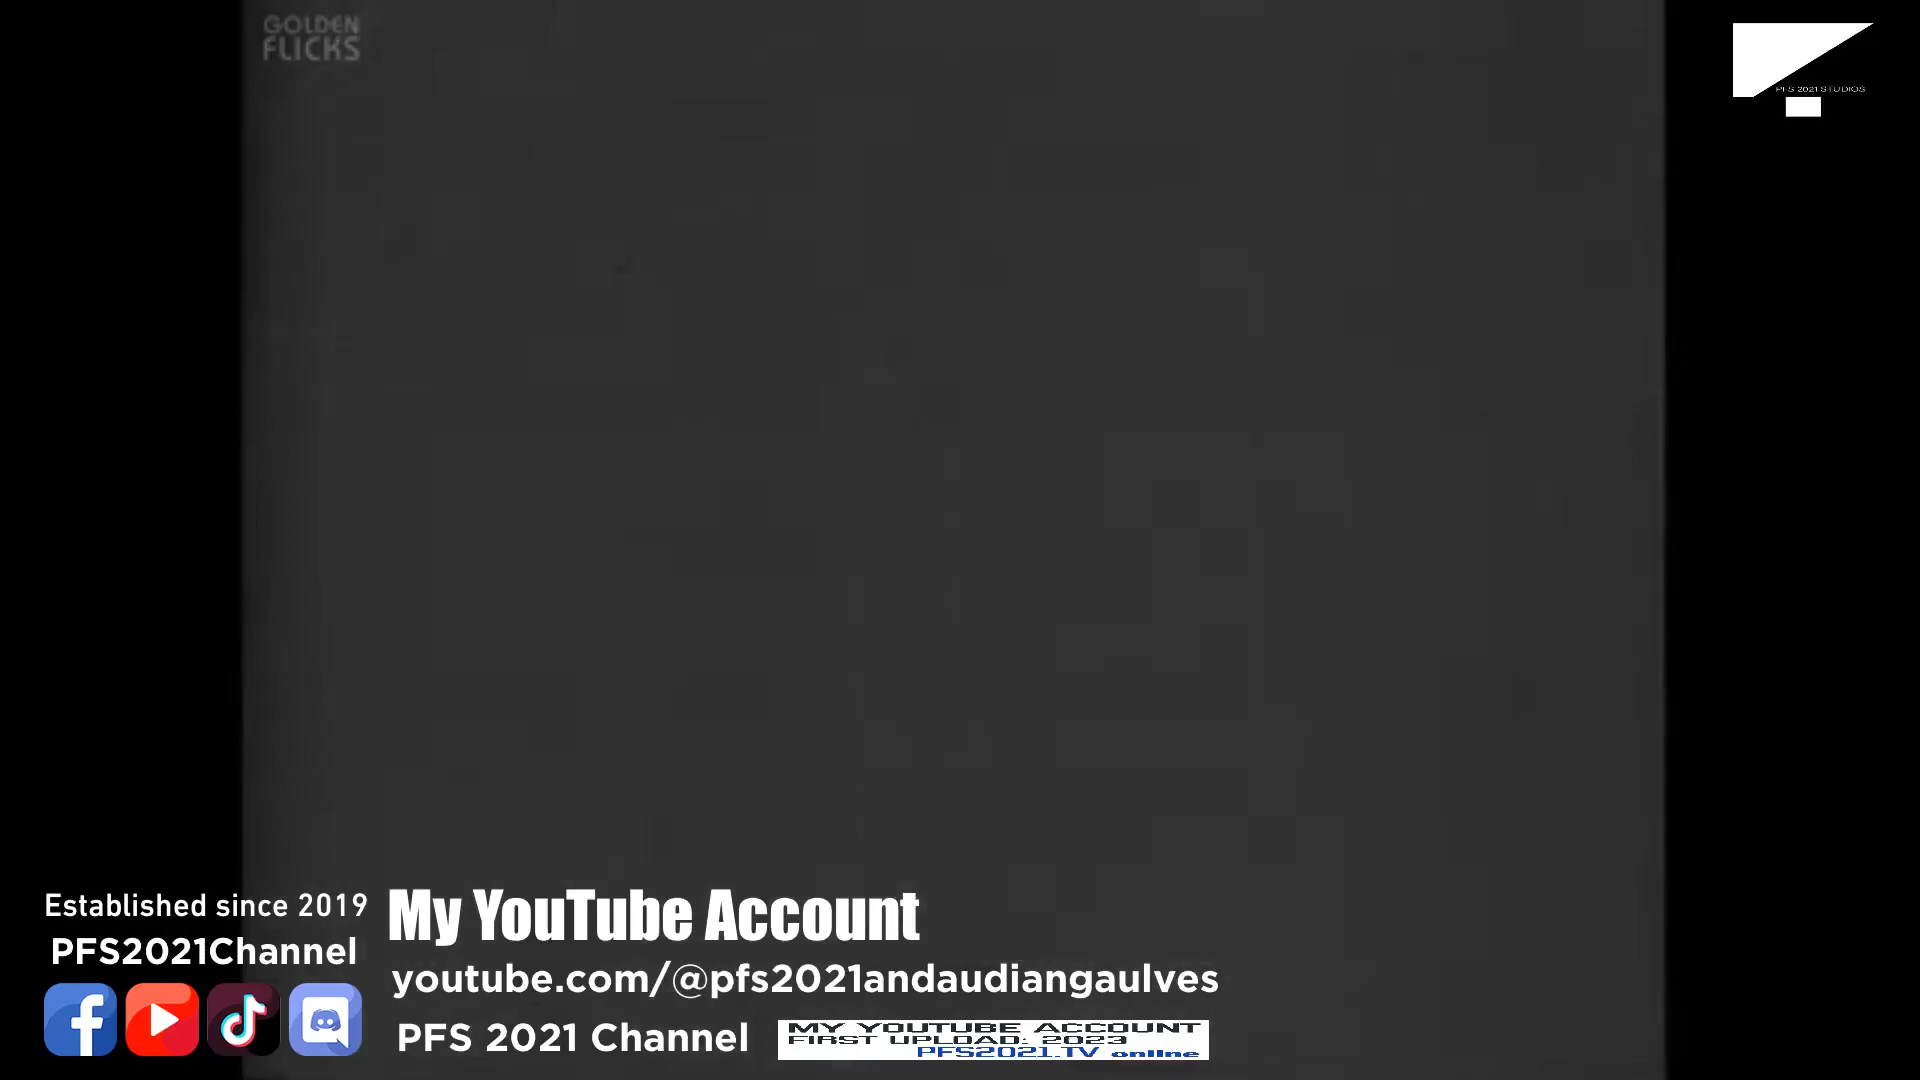 GOLDEN
FLICKS
PFS 2021 STUDIOS
Established since 2019
PFS2021Channel
My YouTube Account
youtube.com/@pfs2021andaudiangaulves
PFS 2021 Channel
MY YOUTUBE ACCOUNT
FIRST UPLOAD: 2023
PFS2021.TV online